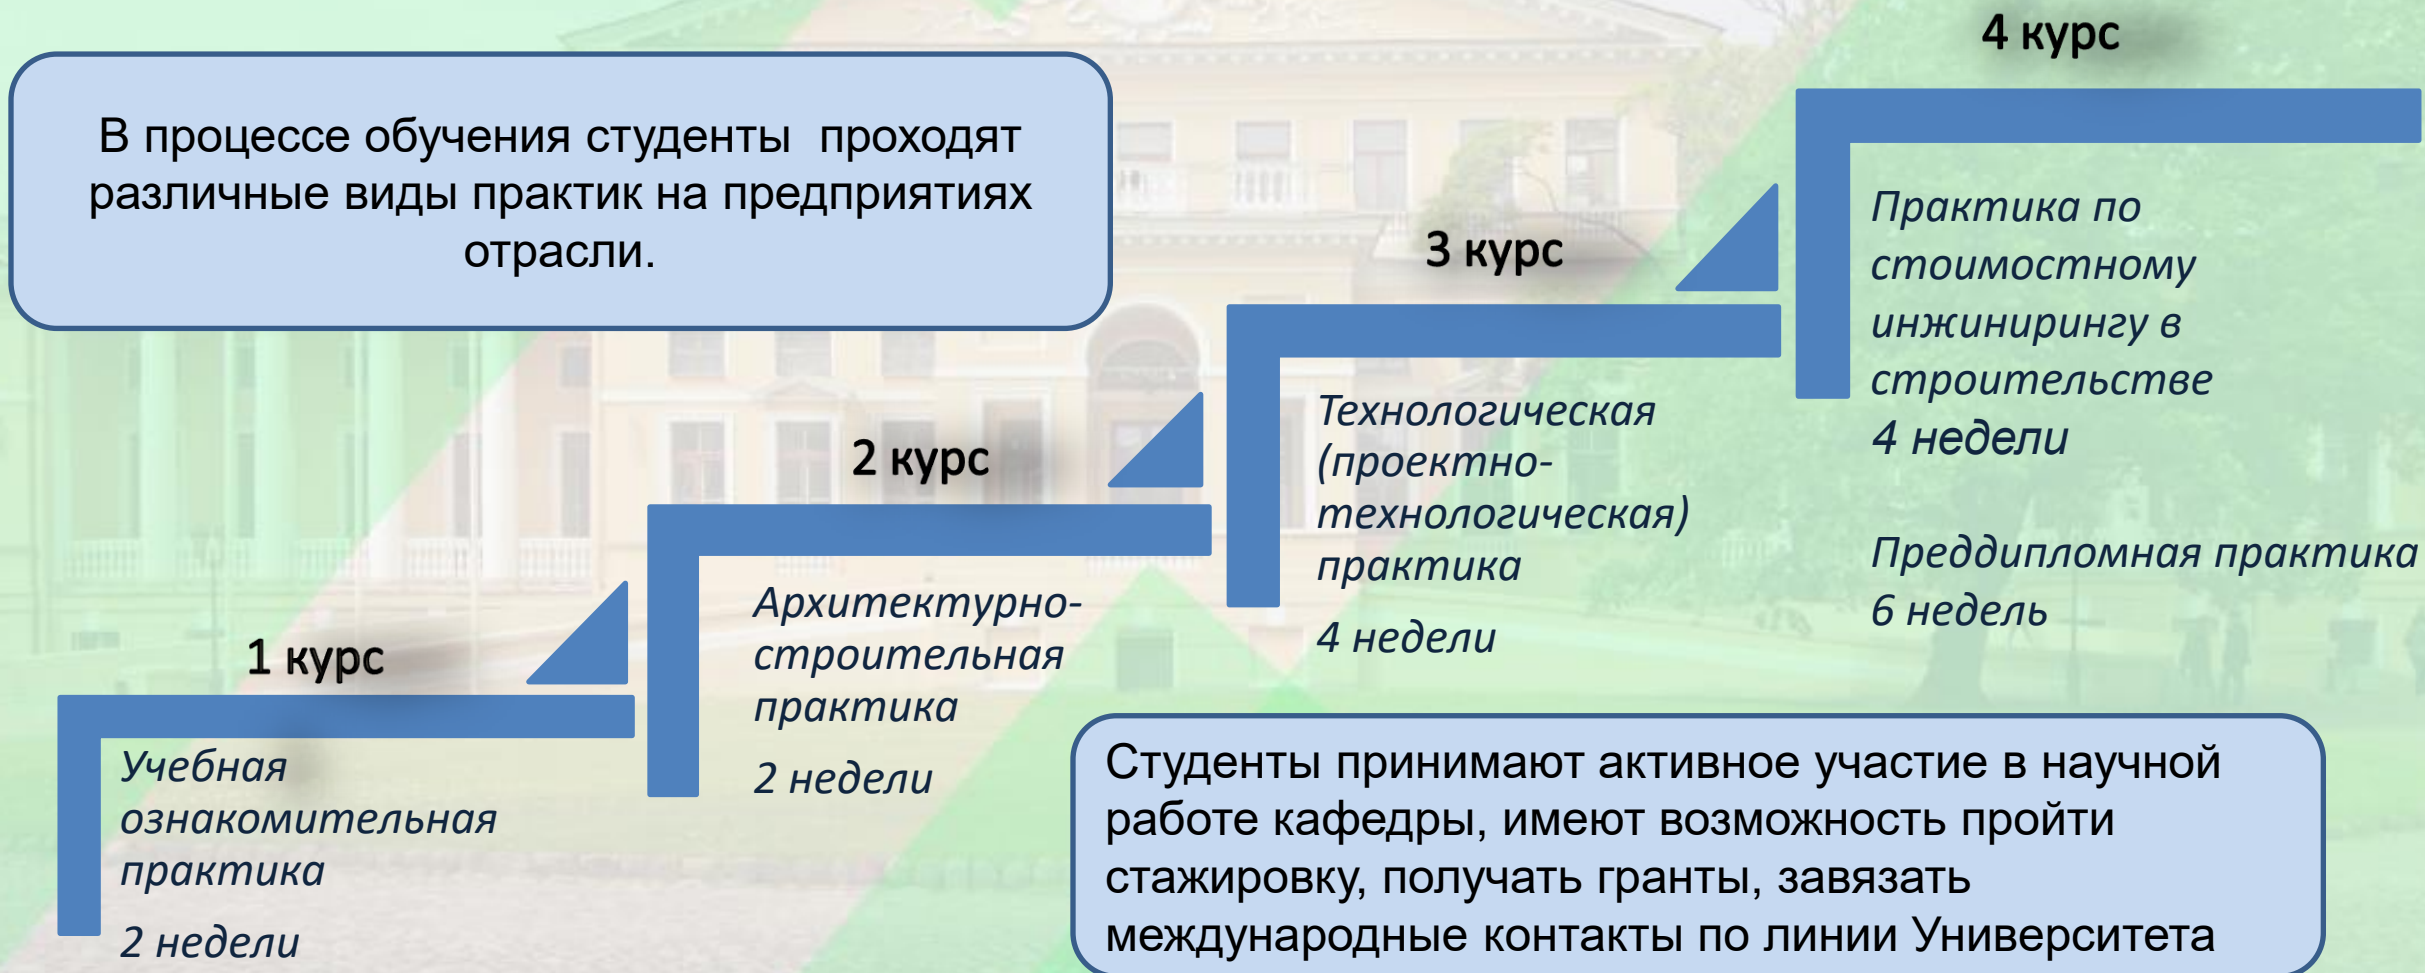 В процессе обучения студенты проходят
различные виды практик на предприятиях
отрасли.
1 курс
Учебная
ознакомительная
практика
2 недели
2 курс
Архитектурно-
строительная
практика
2 недели
3 курс
Технологическая
(проектно-
технологическая)
практика
4 недели
4 курс
Практика по
стоимостному
инжинирингу в
строительстве
4 недели
Преддипломная практика
6 недель
Студенты принимают активное участие в научной
работе кафедры, имеют возможность пройти
стажировку, получать гранты, завязать
международные контакты по линии Университета